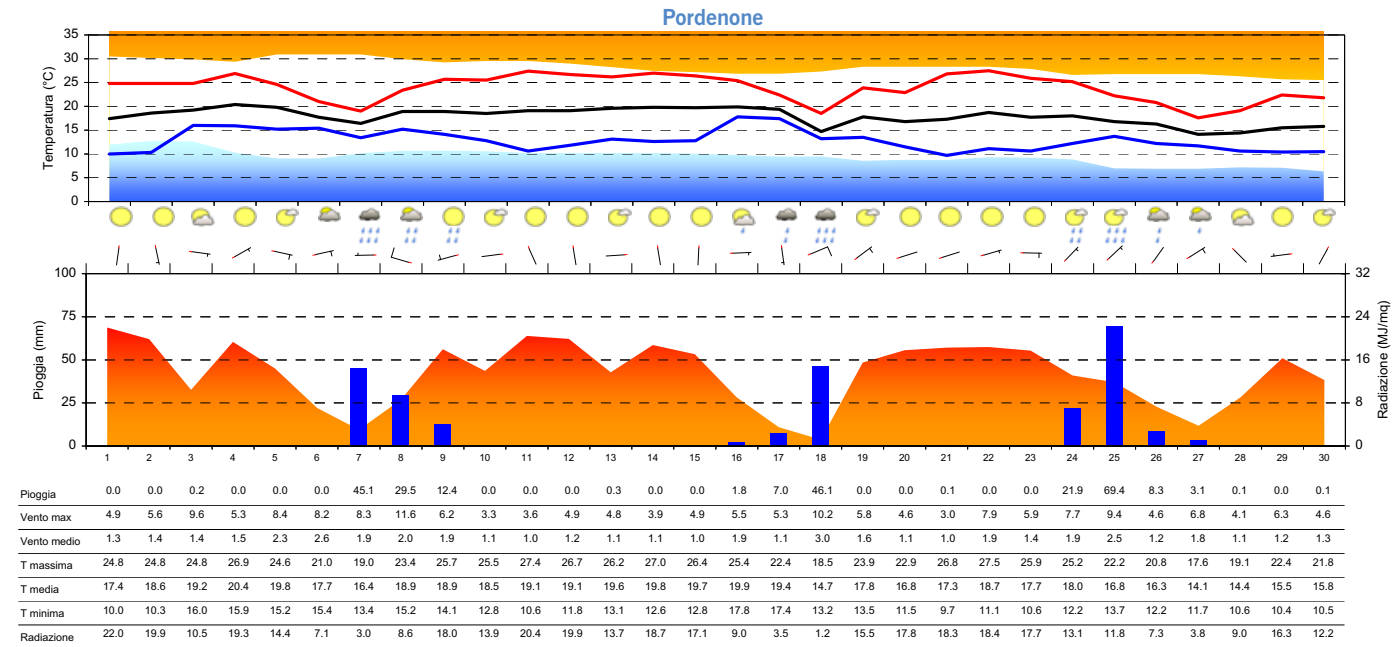 Pordenone
35
30
25
20
15
10
5
0
Temperatura (°C)
100
75
50
25
0
Pioggia (mm)
32
24
16
8
0
Radiazione (MJ/mq)
1 2 3 4 5 6 7 8 9 10 11 12 13 14 15 16 17 18 19 20 21 22 23 24 25 26 27 28 29 30
Pioggia 0.0 0.0 0.2 0.0 0.0 0.0 45.1 29.5 12.4 0.0 0.0 0.0 0.3 0.0 0.0 1.8 7.0 46.1 0.0 0.0 0.1 0.0 0.0 21.9 69.4 8.3 3.1 0.1 0.0 0.1
Vento max 4.9 5.6 9.6 5.3 8.4 8.2 8.3 11.6 6.2 3.3 3.6 4.9 4.8 3.9 4.9 5.5 5.3 10.2 5.8 4.6 3.0 7.9 5.9 7.7 9.4 4.6 6.8 4.1 6.3 4.6
Vento medio 1.3 1.4 1.4 1.5 2.3 2.6 1.9 2.0 1.9 1.1 1.0 1.2 1.1 1.1 1.0 1.9 1.1 3.0 1.6 1.1 1.0 1.9 1.4 1.9 2.5 1.2 1.8 1.1 1.2 1.3
T massima 24.8 24.8 24.8 26.9 24.6 21.0 19.0 23.4 25.7 25.5 27.4 26.7 26.2 27.0 26.4 25.4 22.4 18.5 23.9 22.9 26.8 27.5 25.9 25.2 22.2 20.8 17.6 19.1 22.4 21.8
T media 17.4 18.6 19.2 20.4 19.8 17.7 16.4 18.9 18.9 18.5 19.1 19.1 19.6 19.8 19.7 19.9 19.4 14.7 17.8 16.8 17.3 18.7 17.7 18.0 16.8 16.3 14.1 14.4 15.5 15.8
T minima 10.0 10.3 16.0 15.9 15.2 15.4 13.4 15.2 14.1 12.8 10.6 11.8 13.1 12.6 12.8 17.8 17.4 13.2 13.5 11.5 9.7 11.1 10.6 12.2 13.7 12.2 11.7 10.6 10.4 10.5
Radiazione 22.0 19.9 10.5 19.3 14.4 7.1 3.0 8.6 18.0 13.9 20.4 19.9 13.7 18.7 17.1 9.0 3.5 1.2 15.5 17.8 18.3 18.4 17.7 13.1 11.8 7.3 3.8 9.0 16.3 12.2